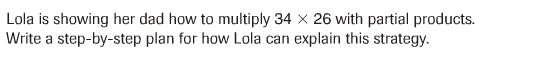 Lola is showing her dad how to multiply 34 × 26 with partial products.
Write a step-by-step plan for how Lola can explain this strategy.